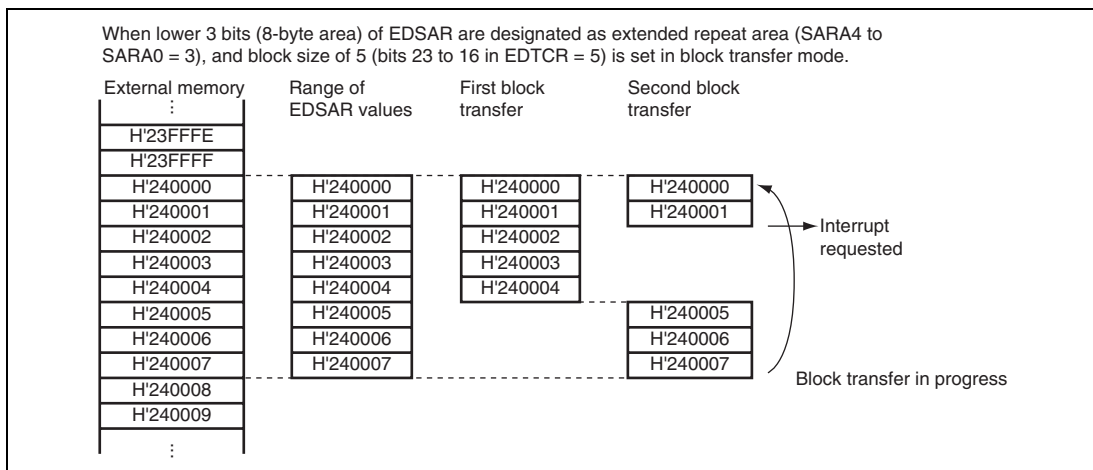 When lower 3 bits (8-byte area) of EDSAR are designated as extended repeat area (SARA4 to
SARA0 = 3), and block size of 5 (bits 23 to 16 in EDTCR = 5) is set in block transfer mode.
External memory
⋮
H'23FFFE
H'23FFFF
H'240000
H'240001
H'240002
H'240003
H'240004
H'240005
H'240006
H'240007
H'240008
H'240009
⋮
Range of
EDSAR values
H'240000
H'240001
H'240002
H'240003
H'240004
H'240005
H'240006
H'240007
First block
transfer
H'240000
H'240001
H'240002
H'240003
H'240004
Second block
transfer
H'240000
H'240001
H'240005
H'240006
H'240007
Interrupt
requested
Block transfer in progress